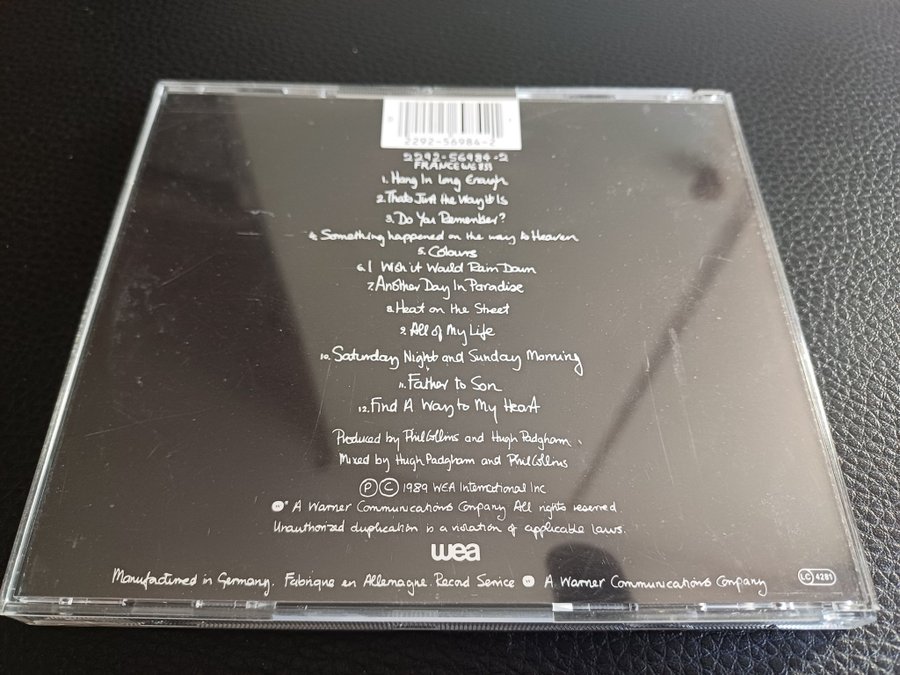 2292-56984-2
2292-56984-2
FRANCE WE 851
1. Hang In Long Enough
2. Thats Just the Way it Is
3. Do You Remember?
4. Something happened on the way to Heaven
5. Colours
6. I Wish it Would Rain Down
7. Another Day In Paradise
8. Heat on the Street
9. All of My Life
10. Saturday Night and Sunday Morning
11. Father to Son
12. Find A Way to My Heart
Produced by Phil Collins and Hugh Padgham.
Mixed by Hugh Padgham and Phil Collins
Ⓟ Ⓒ 1989 WEA International Inc
A Warner Communications Company All rights reserved.
Unauthorized duplication is a violation of applicable laws.
wea
Manufactured in Germany. Fabrique en Allemagne. Record Service A Warner Communications Company
LC 4281